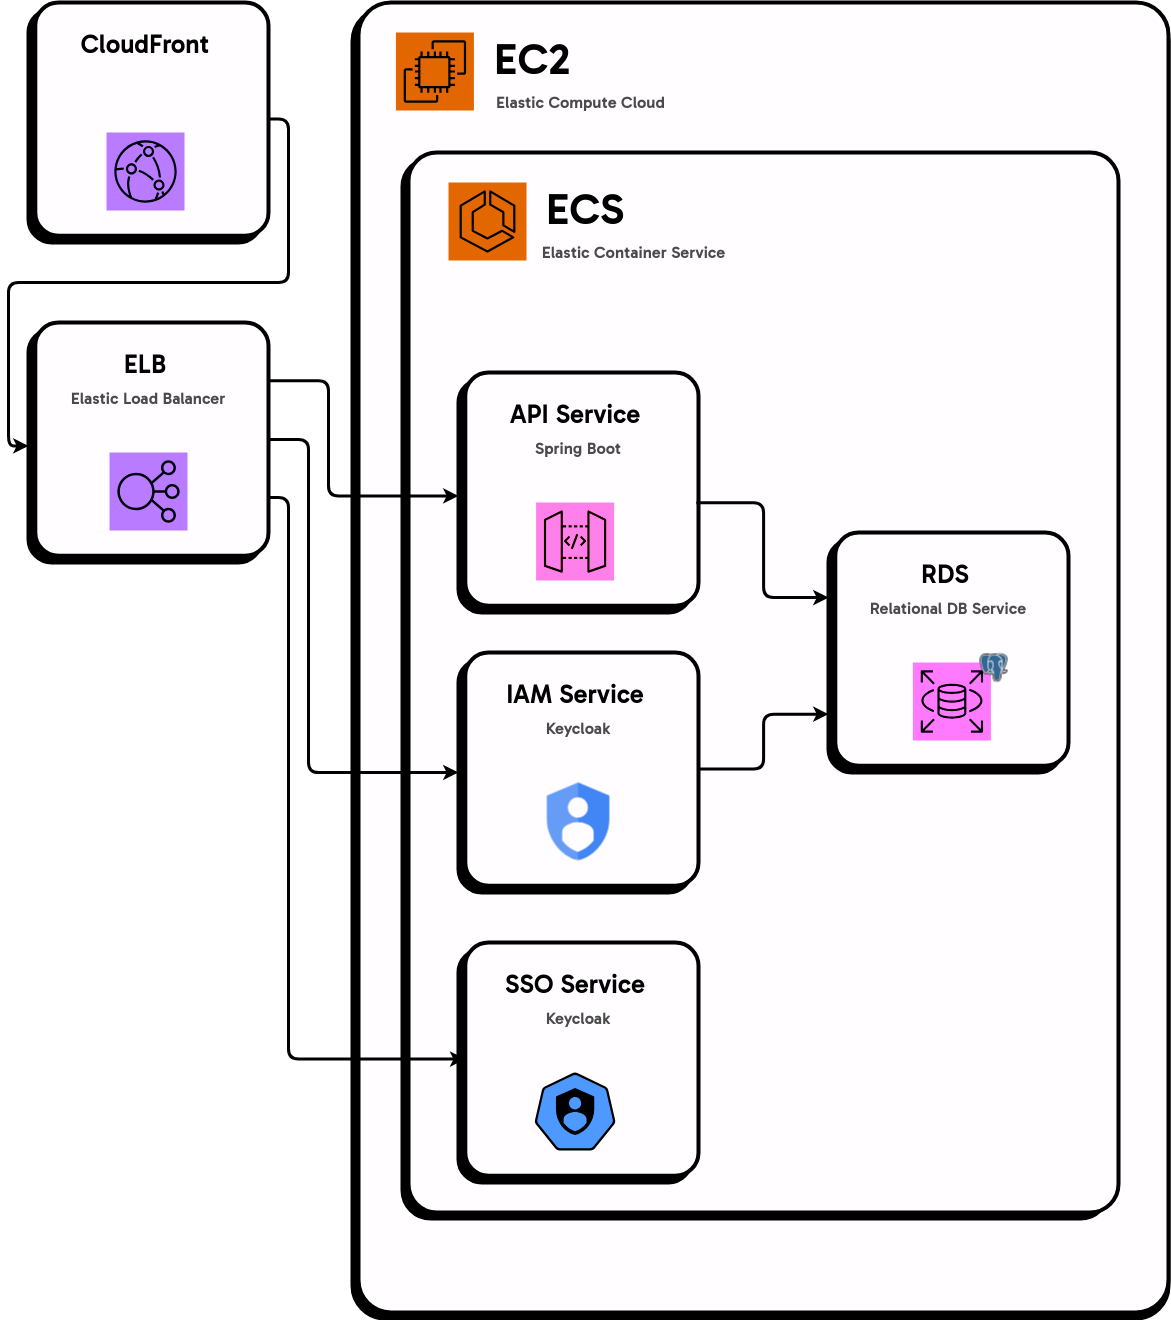 CloudFront
EC2
Elastic Compute Cloud
ECS
Elastic Container Service
ELB
Elastic Load Balancer
API Service
Spring Boot
</>
RDS
Relational DB Service
IAM Service
Keycloak
SSO Service
Keycloak